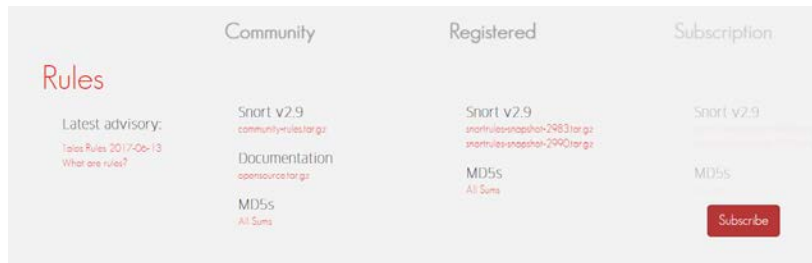 Community
Registered
Subscription
Rules
Latest advisory:
Talos Rules 2017-06-13
What are rules?
Snort v2.9
community-rules.tar.gz
Documentation
opensource.tar.gz
MD5s
All Sums
Snort v2.9
snortrules-snapshot-2983.tar.gz
snortrules-snapshot-2990.tar.gz
MD5s
All Sums
Snort v2.9
MD5s
Subscribe